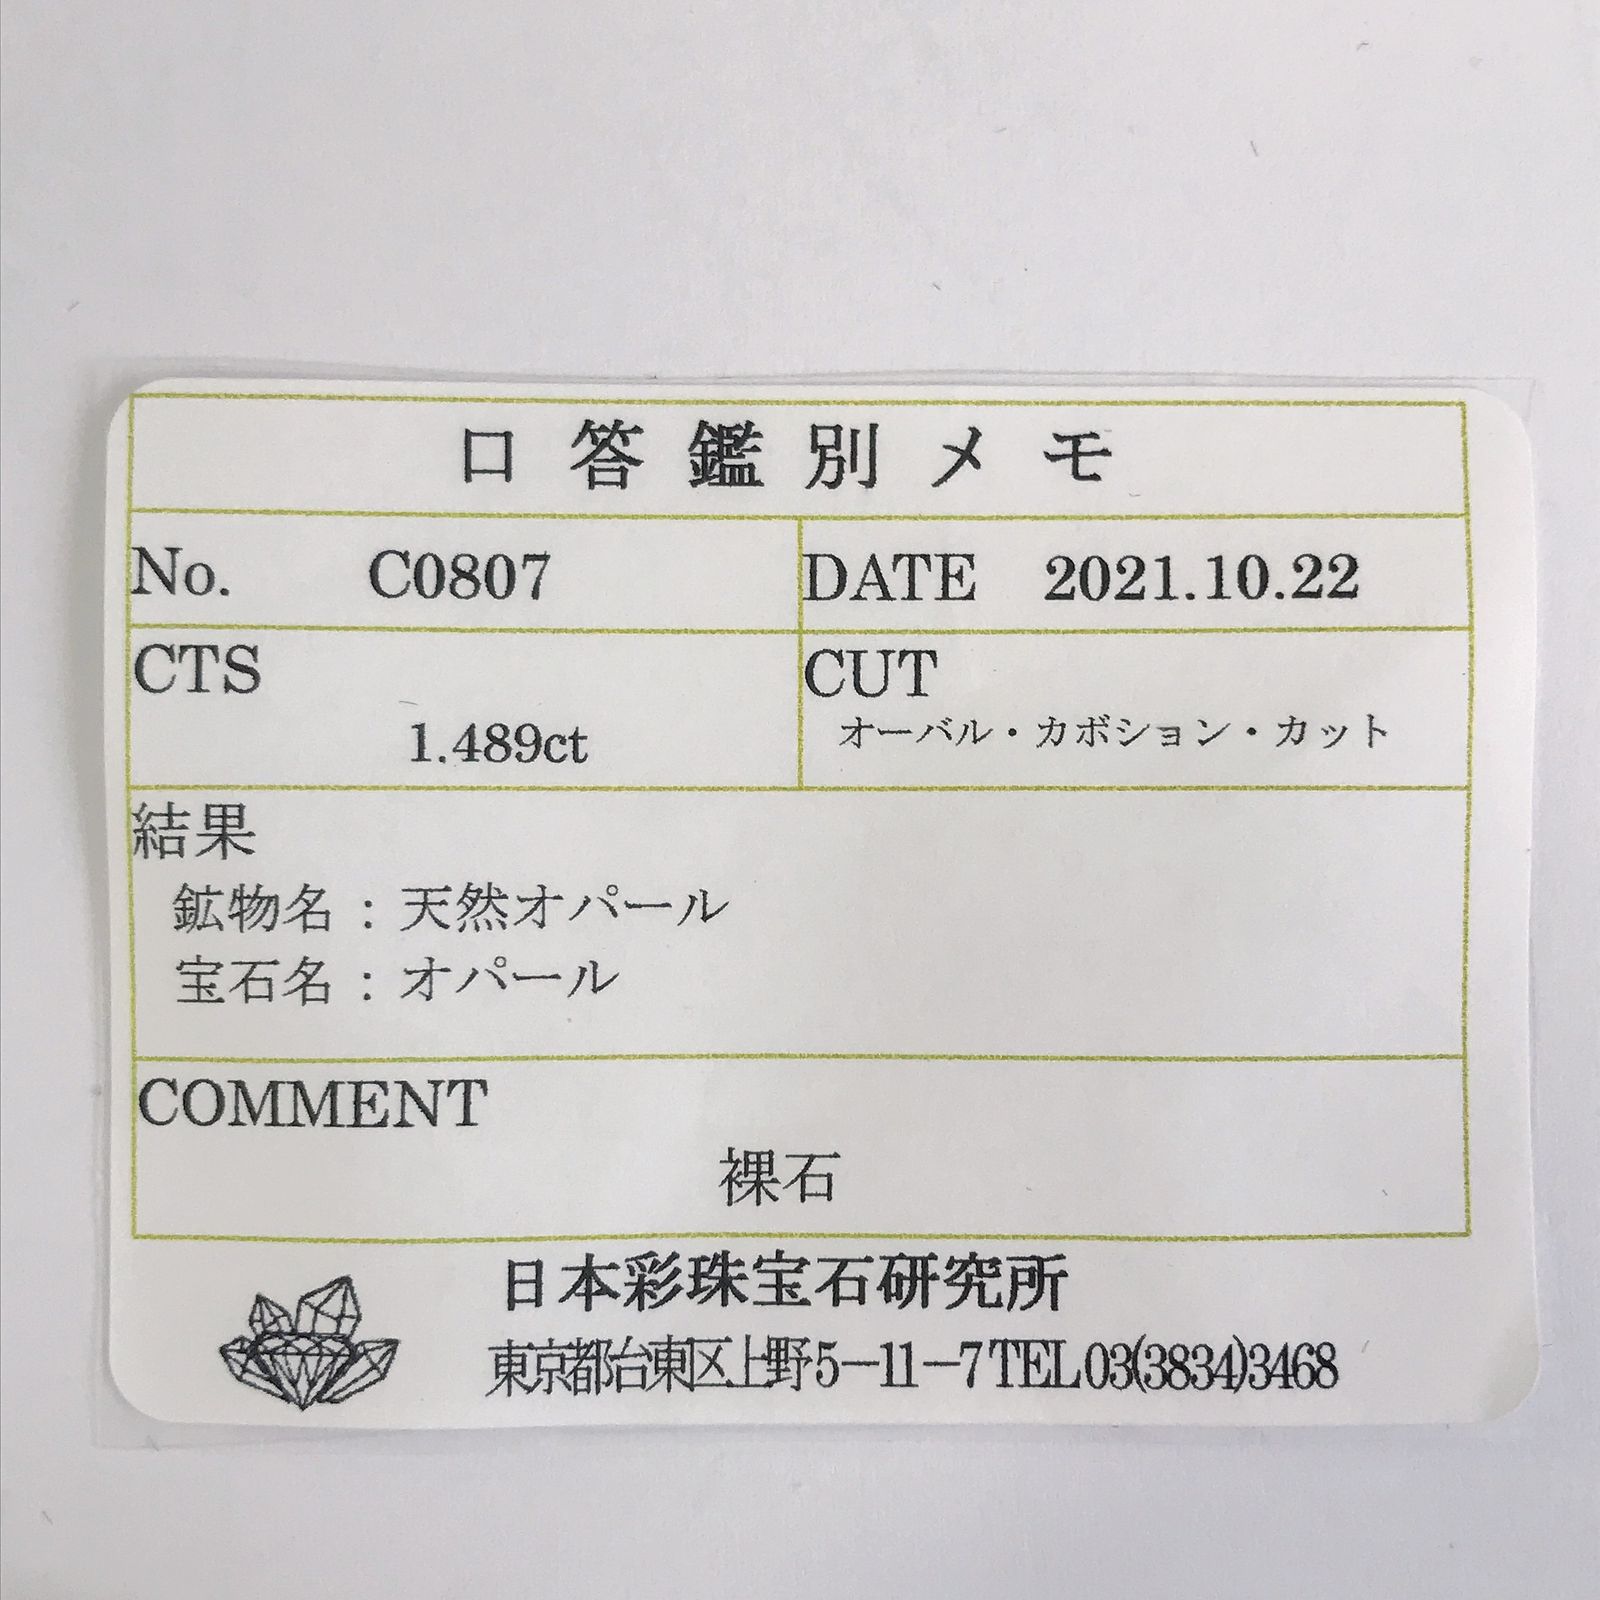 口答鑑別メモ
No. C0807 DATE 2021.10.22
CTS CUT
1.489ct オーバル・カボション・カット
結果
鉱物名：天然オパール
宝石名：オパール
COMMENT
裸石
日本彩珠宝石研究所
東京都台東区上野5－11－7 TEL03(3834)3468